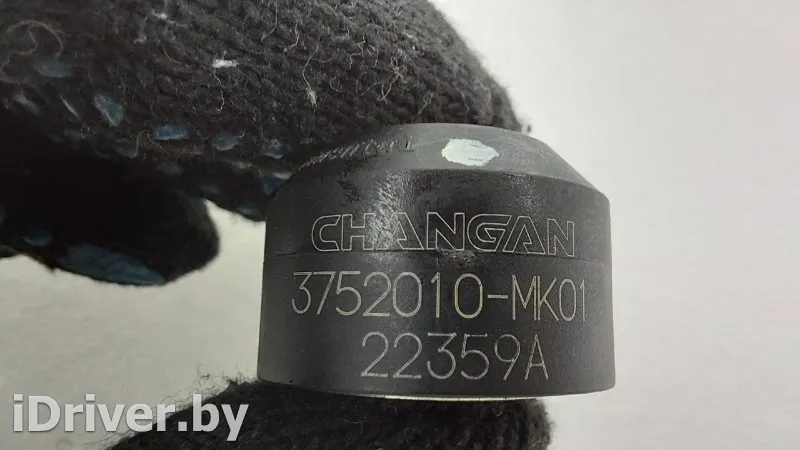 CHANGAN
3752010-MK01
22359A
iDriver.by